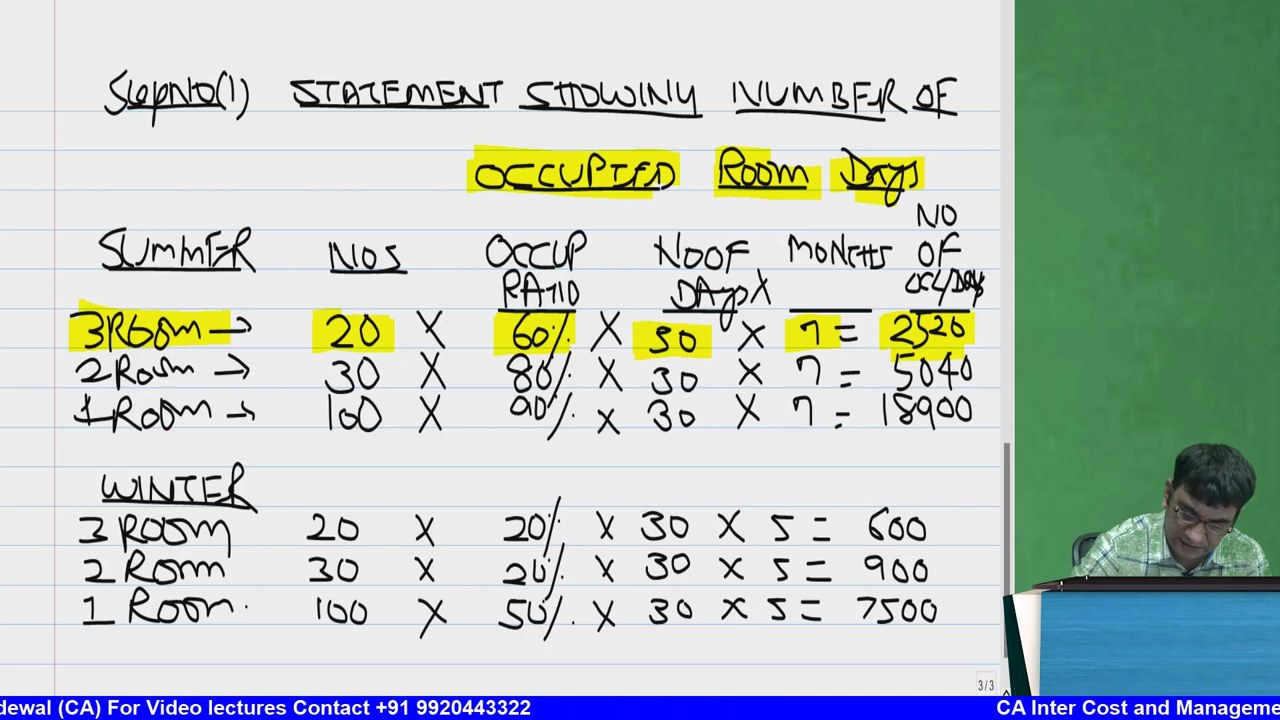 StepNO(1) STATEMENT SHOWING NUMBER OF
OCCUPIED ROOM Days
SUMMER NOS OCCUP RATIO NO OF DAYS X MONTHS NO OF OCC/DAYS
3 Room → 20 X 60% X 30 X 7 = 2520
2 Room → 30 X 80% X 30 X 7 = 5040
1 Room → 100 X 90% X 30 X 7 = 18900
WINTER
3 ROOM 20 X 20% X 30 X 5 = 600
2 Room 30 X 20% X 30 X 5 = 900
1 Room. 100 X 50% X 30 X 5 = 7500
3/3
dewal (CA) For Video lectures Contact +91 9920443322 CA Inter Cost and Manageme